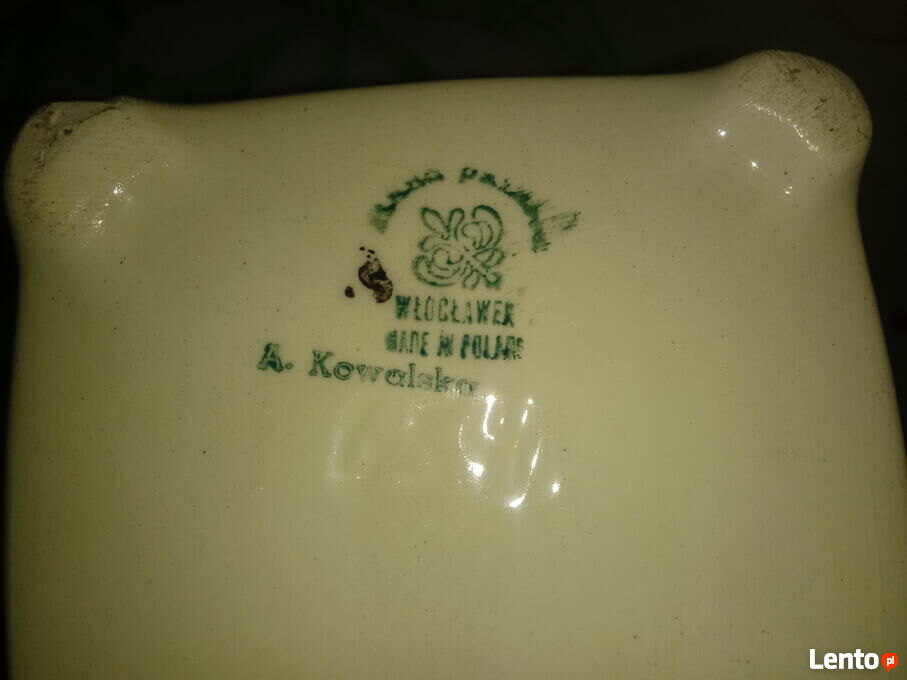 WŁOCŁAWEK
MADE IN POLAND
A. Kowalska
Lento pl